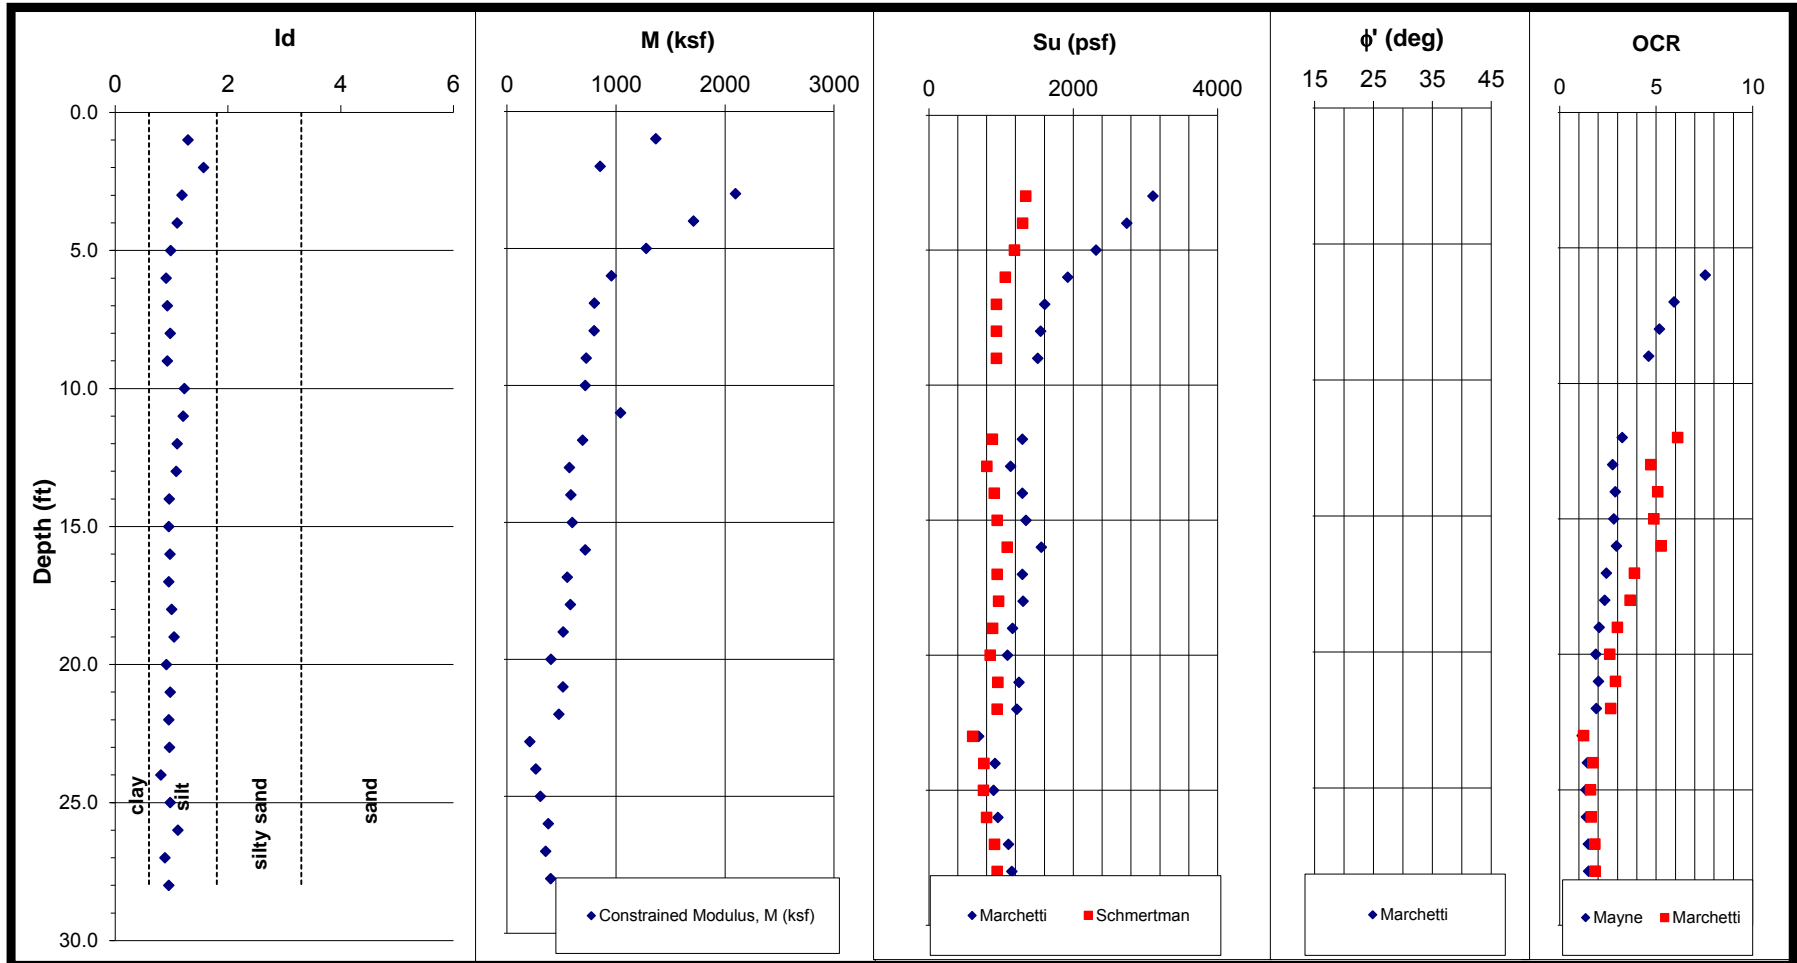 Id
M (ksf)
Su (psf)
ϕ' (deg)
OCR
0 2 4 6
0 1000 2000 3000
0 2000 4000
15 25 35 45
0 5 10
0.0
5.0
10.0
15.0
20.0
25.0
30.0
Depth (ft)
clay
silt
silty sand
sand
Constrained Modulus, M (ksf)
Marchetti Schmertman
Marchetti
Mayne Marchetti